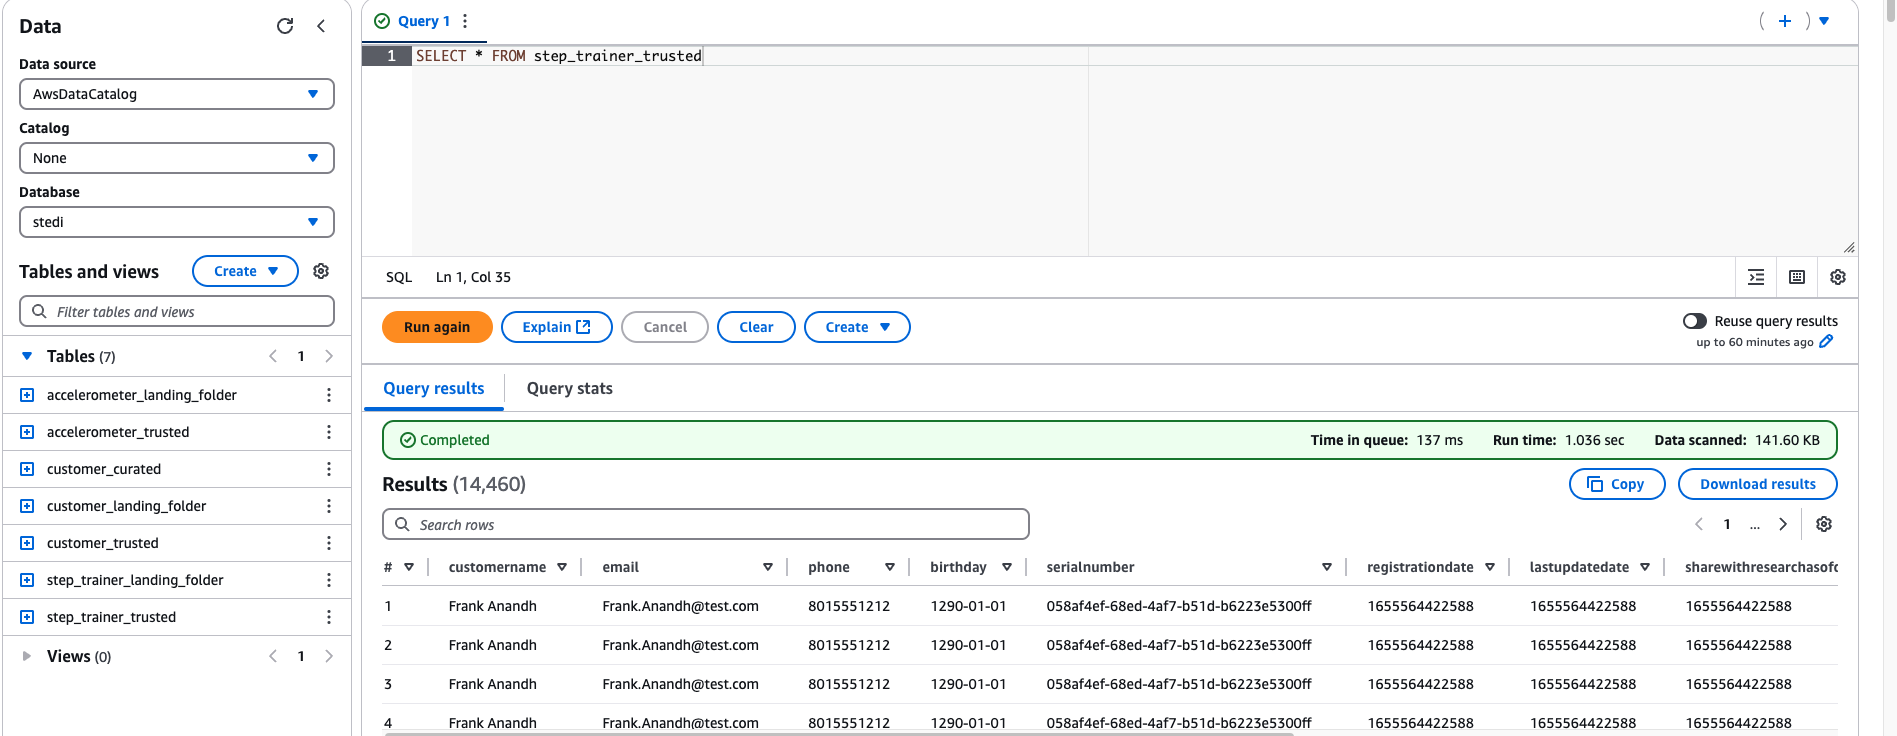 Data
Data source
AwsDataCatalog
Catalog
None
Database
stedi
Tables and views
Create
Filter tables and views
Tables (7)
1
accelerometer_landing_folder
accelerometer_trusted
customer_curated
customer_landing_folder
customer_trusted
step_trainer_landing_folder
step_trainer_trusted
Views (0)
1
Query 1
1 SELECT * FROM step_trainer_trusted
SQL Ln 1, Col 35
Run again Explain Cancel Clear Create
Reuse query results
up to 60 minutes ago
Query results Query stats
Completed Time in queue: 137 ms Run time: 1.036 sec Data scanned: 141.60 KB
Results (14,460) Copy Download results
Search rows 1 ...
# customername email phone birthday serialnumber registrationdate lastupdatedate sharewithresearchasofd
1 Frank Anandh Frank.Anandh@test.com 8015551212 1290-01-01 058af4ef-68ed-4af7-b51d-b6223e5300ff 1655564422588 1655564422588 1655564422588
2 Frank Anandh Frank.Anandh@test.com 8015551212 1290-01-01 058af4ef-68ed-4af7-b51d-b6223e5300ff 1655564422588 1655564422588 1655564422588
3 Frank Anandh Frank.Anandh@test.com 8015551212 1290-01-01 058af4ef-68ed-4af7-b51d-b6223e5300ff 1655564422588 1655564422588 1655564422588
4 Frank Anandh Frank.Anandh@test.com 8015551212 1290-01-01 058af4ef-68ed-4af7-b51d-b6223e5300ff 1655564422588 1655564422588 1655564422588